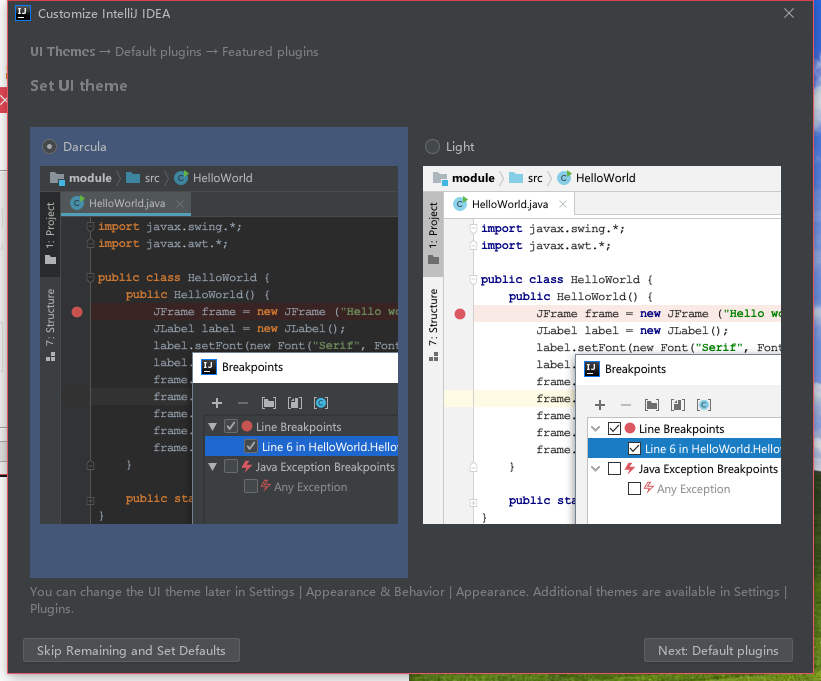 IJ Customize IntelliJ IDEA
UI Themes → Default plugins → Featured plugins
Set UI theme
Darcula
module src HelloWorld
HelloWorld.java
1: Project
7: Structure
import javax.swing.*;
import javax.awt.*;
public class HelloWorld {
public HelloWorld() {
JFrame frame = new JFrame ("Hello wo
JLabel label = new JLabel();
label.setFont(new Font("Serif", Font
label.
frame.
frame.
frame.
frame.
frame.
}
public sta
}
IJ Breakpoints
Line Breakpoints
Line 6 in HelloWorld.Hello
Java Exception Breakpoints
Any Exception
Light
module src HelloWorld
HelloWorld.java
1: Project
7: Structure
import javax.swing.*;
import javax.awt.*;
public class HelloWorld {
public HelloWorld() {
JFrame frame = new JFrame ("Hello wo
JLabel label = new JLabel();
label.setFont(new Font("Serif", Font
label.
frame.
frame.
frame.
frame.
frame.
}
public sta
}
IJ Breakpoints
Line Breakpoints
Line 6 in HelloWorld.Hello
Java Exception Breakpoints
Any Exception
You can change the UI theme later in Settings | Appearance & Behavior | Appearance. Additional themes are available in Settings |
Plugins.
Skip Remaining and Set Defaults
Next: Default plugins